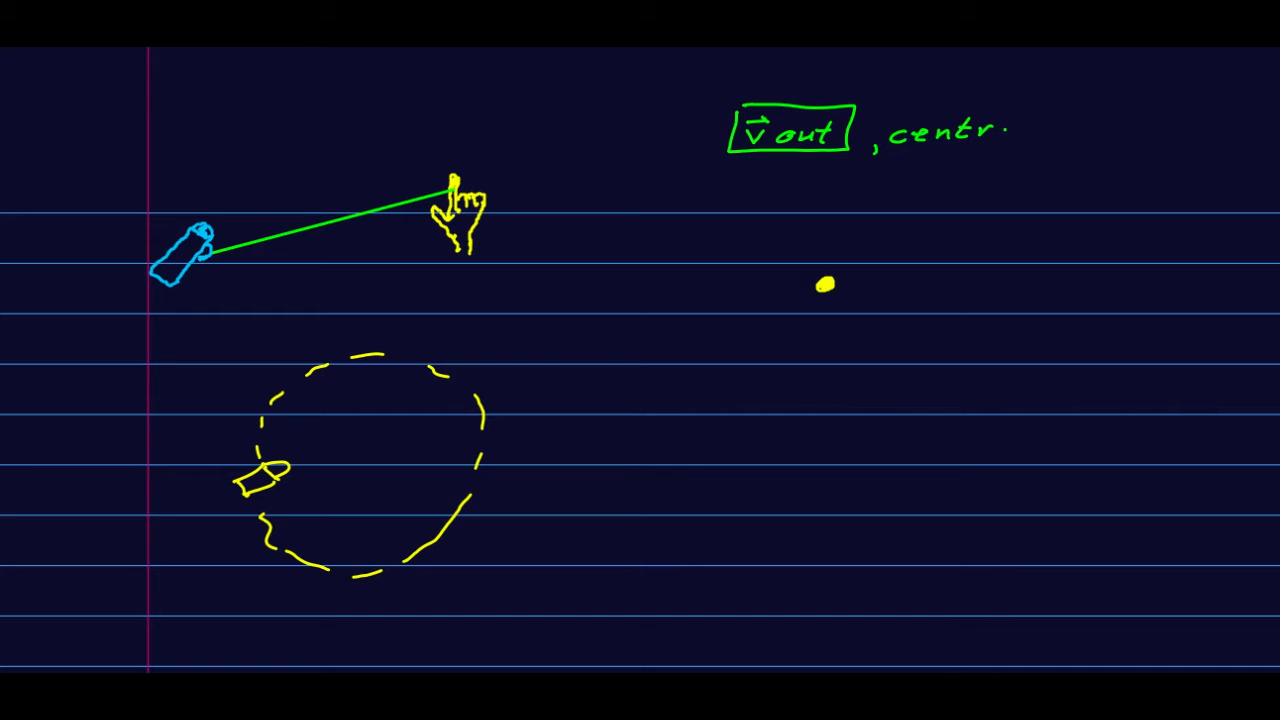 v⃗ out, centr.